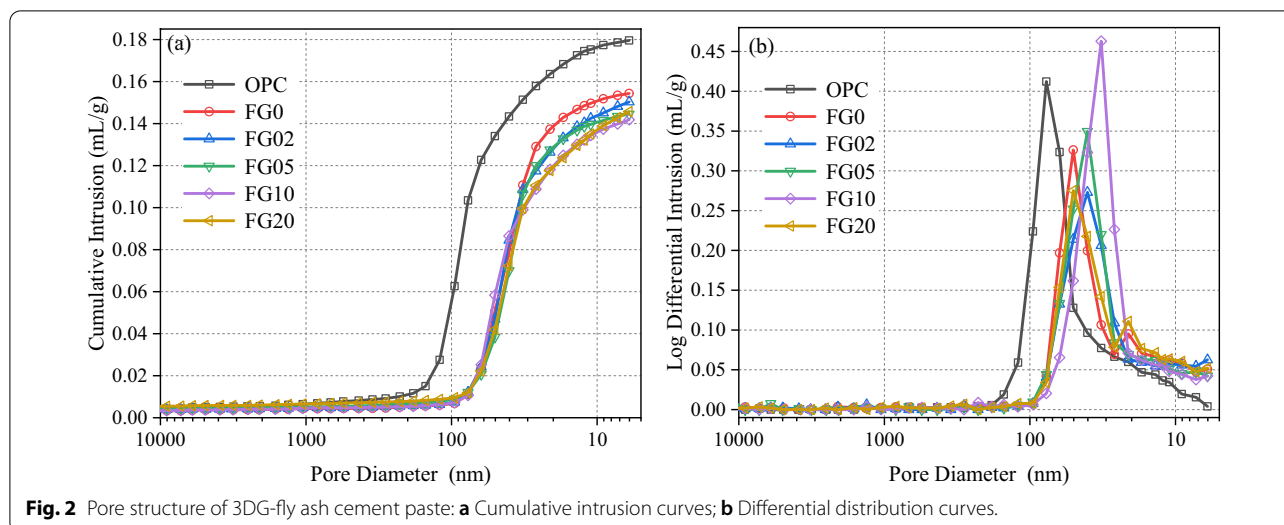 (a)
Cumulative Intrusion (mL/g)
0.18
0.16
0.14
0.12
0.10
0.08
0.06
0.04
0.02
0.00
OPC
FG0
FG02
FG05
FG10
FG20
10000 1000 100 10
Pore Diameter (nm)
(b)
Log Differential Intrusion (mL/g)
0.45
0.40
0.35
0.30
0.25
0.20
0.15
0.10
0.05
0.00
OPC
FG0
FG02
FG05
FG10
FG20
10000 1000 100 10
Pore Diameter (nm)
Fig. 2 Pore structure of 3DG-fly ash cement paste: a Cumulative intrusion curves; b Differential distribution curves.